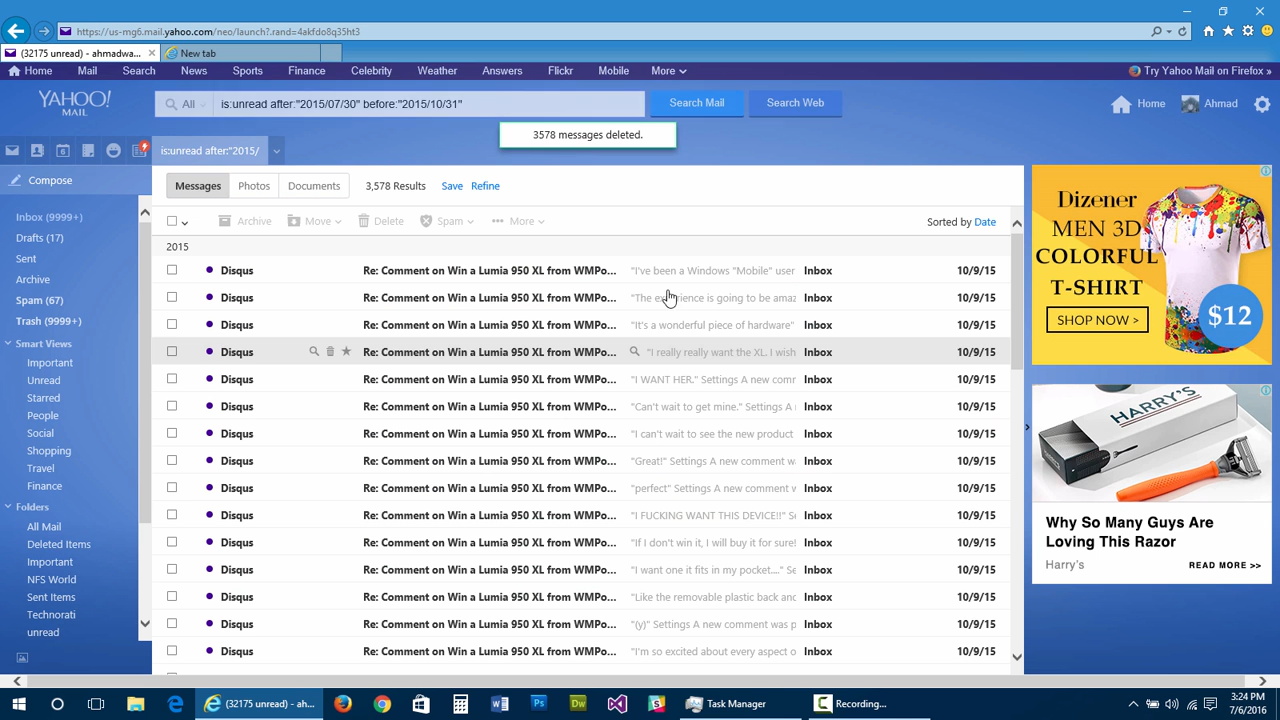 https://us-mg6.mail.yahoo.com/neo/launch?.rand=4akfdo8q35ht3
(32175 unread) - ahmadwa...
New tab
Home Mail Search News Sports Finance Celebrity Weather Answers Flickr Mobile More
Try Yahoo Mail on Firefox »
YAHOO!
MAIL
All
is:unread after:"2015/07/30" before:"2015/10/31"
Search Mail
Search Web
Home
Ahmad
3578 messages deleted.
6
is:unread after:"2015/
Compose
Messages Photos Documents 3,578 Results Save Refine
Archive Move Delete Spam More
Sorted by Date
Inbox (9999+)
Drafts (17)
Sent
Archive
Spam (67)
Trash (9999+)
Smart Views
Important
Unread
Starred
People
Social
Shopping
Travel
Finance
Folders
All Mail
Deleted Items
Important
NFS World
Sent Items
Technorati
unread
2015
Disqus Re: Comment on Win a Lumia 950 XL from WMPo... "I've been a Windows "Mobile" user Inbox 10/9/15
Disqus Re: Comment on Win a Lumia 950 XL from WMPo... "The experience is going to be amaz Inbox 10/9/15
Disqus Re: Comment on Win a Lumia 950 XL from WMPo... "It's a wonderful piece of hardware" Inbox 10/9/15
Disqus Re: Comment on Win a Lumia 950 XL from WMPo... "I really really want the XL. I wish Inbox 10/9/15
Disqus Re: Comment on Win a Lumia 950 XL from WMPo... "I WANT HER." Settings A new comm Inbox 10/9/15
Disqus Re: Comment on Win a Lumia 950 XL from WMPo... "Can't wait to get mine." Settings A Inbox 10/9/15
Disqus Re: Comment on Win a Lumia 950 XL from WMPo... "I can't wait to see the new product Inbox 10/9/15
Disqus Re: Comment on Win a Lumia 950 XL from WMPo... "Great!" Settings A new comment wa Inbox 10/9/15
Disqus Re: Comment on Win a Lumia 950 XL from WMPo... "perfect" Settings A new comment w Inbox 10/9/15
Disqus Re: Comment on Win a Lumia 950 XL from WMPo... "I FUCKING WANT THIS DEVICE!!" Se Inbox 10/9/15
Disqus Re: Comment on Win a Lumia 950 XL from WMPo... "If I don't win it, I will buy it for sure! Inbox 10/9/15
Disqus Re: Comment on Win a Lumia 950 XL from WMPo... "I want one it fits in my pocket...." Se Inbox 10/9/15
Disqus Re: Comment on Win a Lumia 950 XL from WMPo... "Like the removable plastic back and Inbox 10/9/15
Disqus Re: Comment on Win a Lumia 950 XL from WMPo... "(y)" Settings A new comment was p Inbox 10/9/15
Disqus Re: Comment on Win a Lumia 950 XL from WMPo... "I'm so excited about every aspect o Inbox 10/9/15
Dizener
MEN 3D
COLORFUL
T-SHIRT
SHOP NOW >
$12
HARRY'S
Why So Many Guys Are
Loving This Razor
Harry's
READ MORE >>
(32175 unread) - ah...
Task Manager
Recording...
3:24 PM
7/6/2016